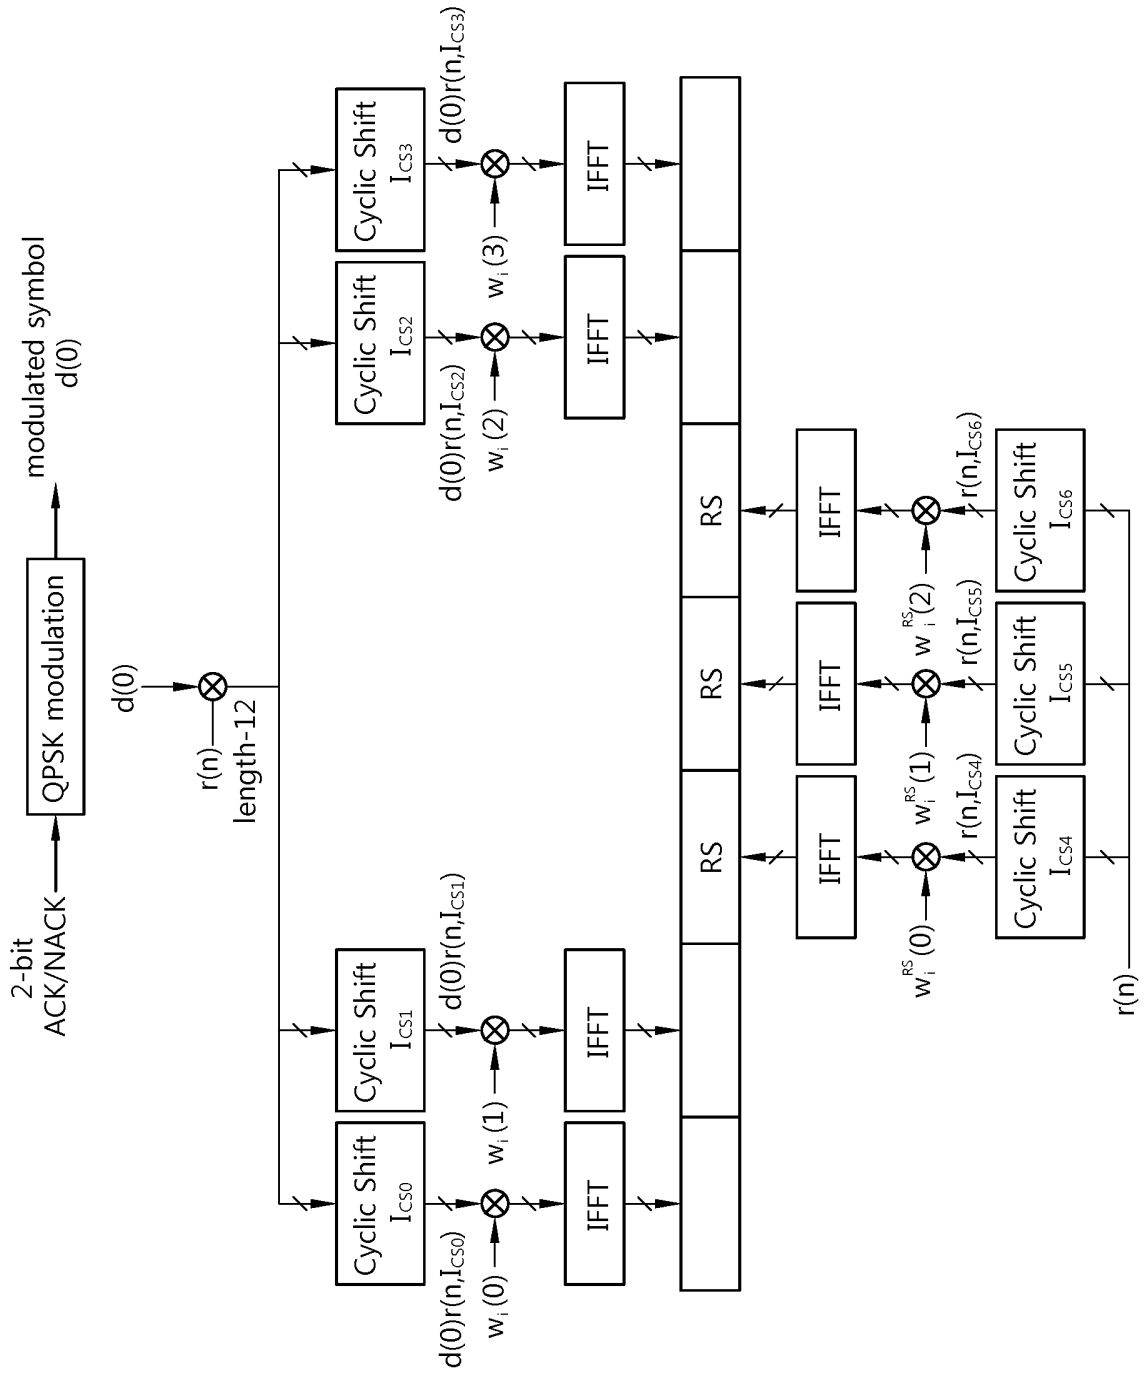 2-bit
ACK/NACK
QPSK modulation
modulated symbol
d(0)
d(0)
r(n)
length-12
Cyclic Shift
ICS0
Cyclic Shift
ICS1
Cyclic Shift
ICS2
Cyclic Shift
ICS3
d(0)r(n,ICS0)
d(0)r(n,ICS1)
d(0)r(n,ICS2)
d(0)r(n,ICS3)
wi(0)
wi(1)
wi(2)
wi(3)
IFFT
IFFT
IFFT
IFFT
RS
RS
RS
IFFT
IFFT
IFFT
wiRS(0)
wiRS(1)
wiRS(2)
r(n,ICS4)
r(n,ICS5)
r(n,ICS6)
Cyclic Shift
ICS4
Cyclic Shift
ICS5
Cyclic Shift
ICS6
r(n)